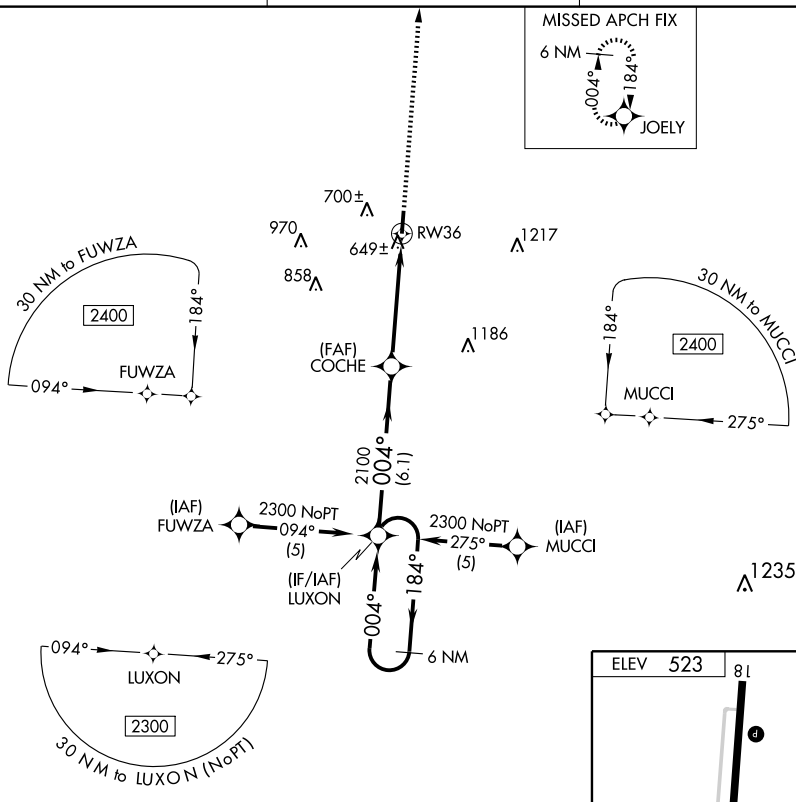 MISSED APCH FIX
6 NM
004°
184°
JOELY
700±
970
649±
RW36
1217
858
30 NM to FUWZA
2400
184°
FUWZA
094°
(FAF)
COCHE
1186
30 NM to MUCCI
2400
184°
MUCCI
275°
2100
004°
(6.1)
(IAF)
FUWZA
2300 NoPT
094°
(5)
2300 NoPT
275°
(5)
(IAF)
MUCCI
(IF/IAF)
LUXON
004°
184°
6 NM
1235
094°
275°
LUXON
2300
30 NM to LUXON (NoPT)
ELEV 523
18
P